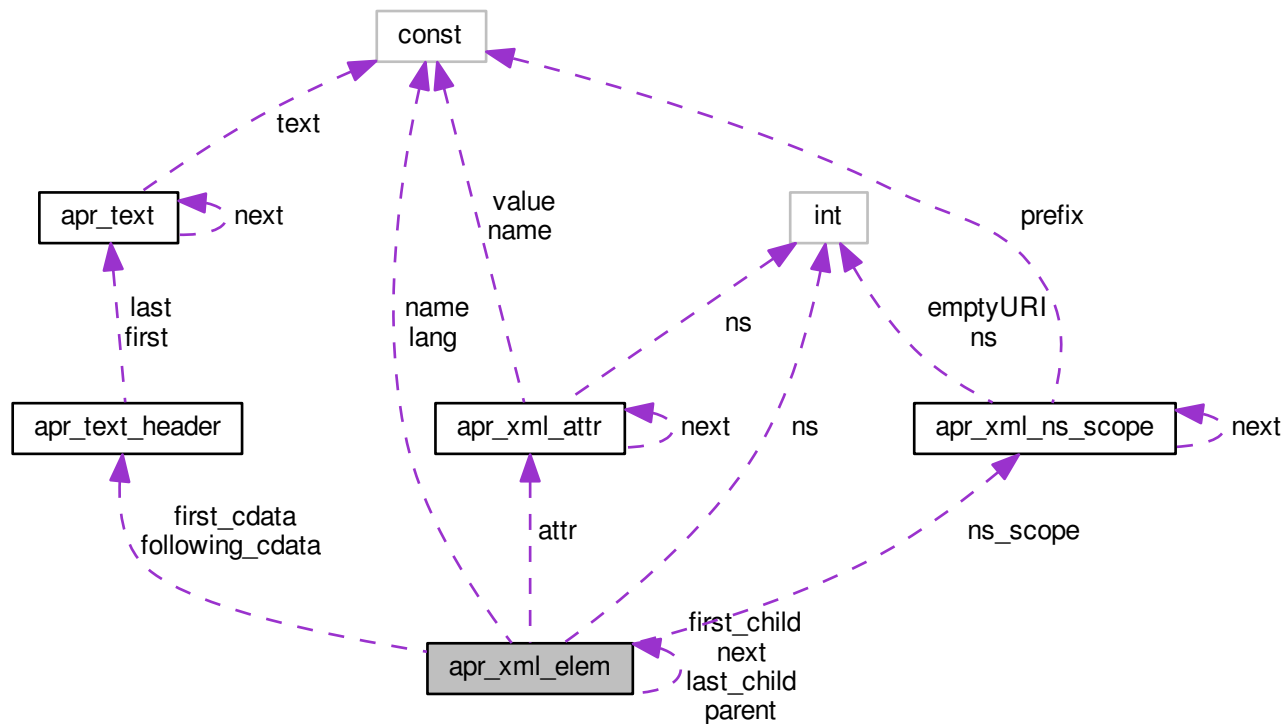 const
text
apr_text
next
value
name
int
prefix
last
first
name
lang
ns
emptyURI
ns
apr_text_header
apr_xml_attr
next
ns
apr_xml_ns_scope
next
first_cdata
following_cdata
attr
ns_scope
apr_xml_elem
first_child
next
last_child
parent